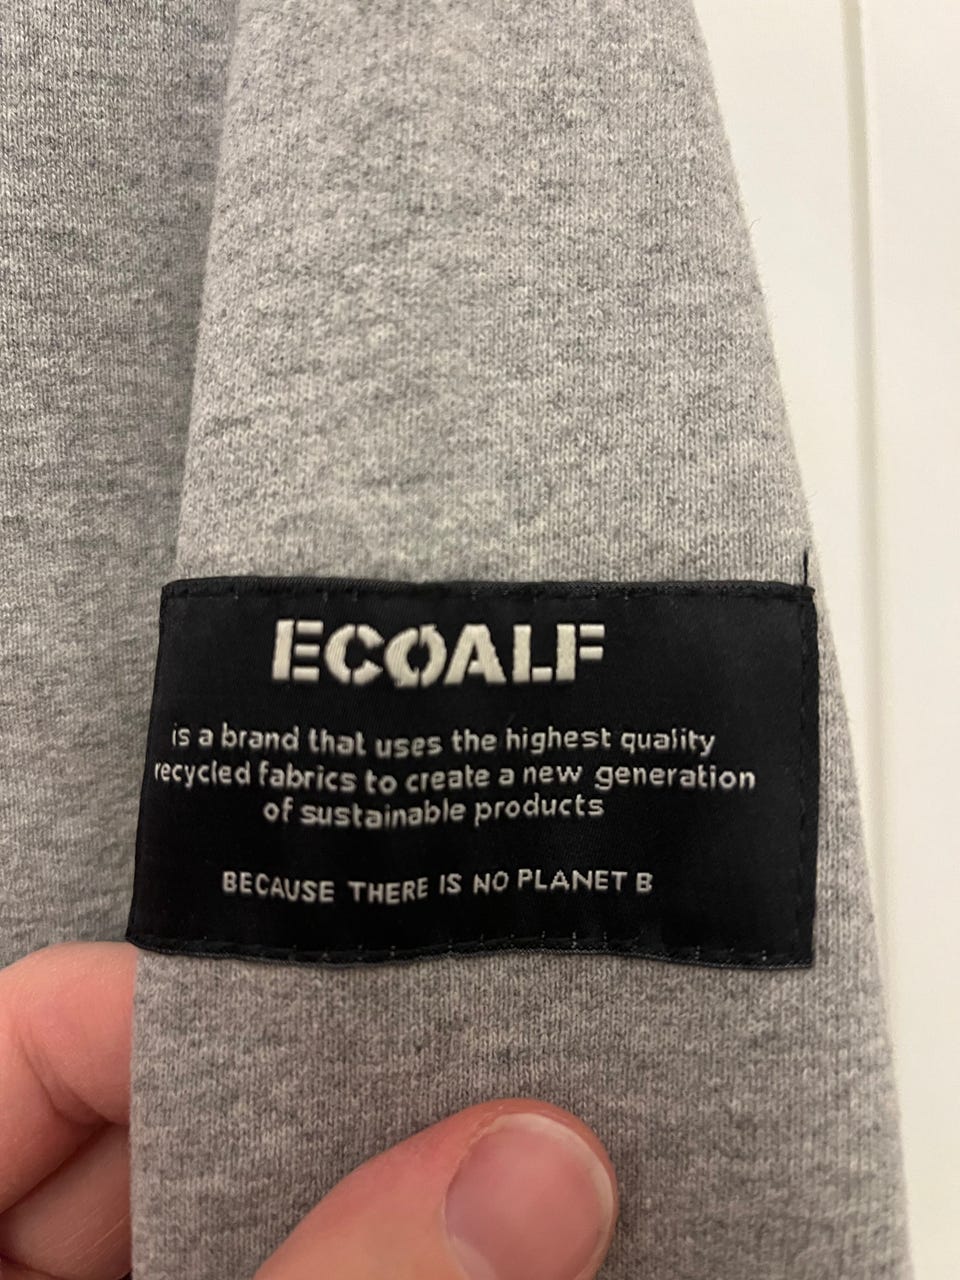 ECOALF
is a brand that uses the highest quality
recycled fabrics to create a new generation
of sustainable products
BECAUSE THERE IS NO PLANET B